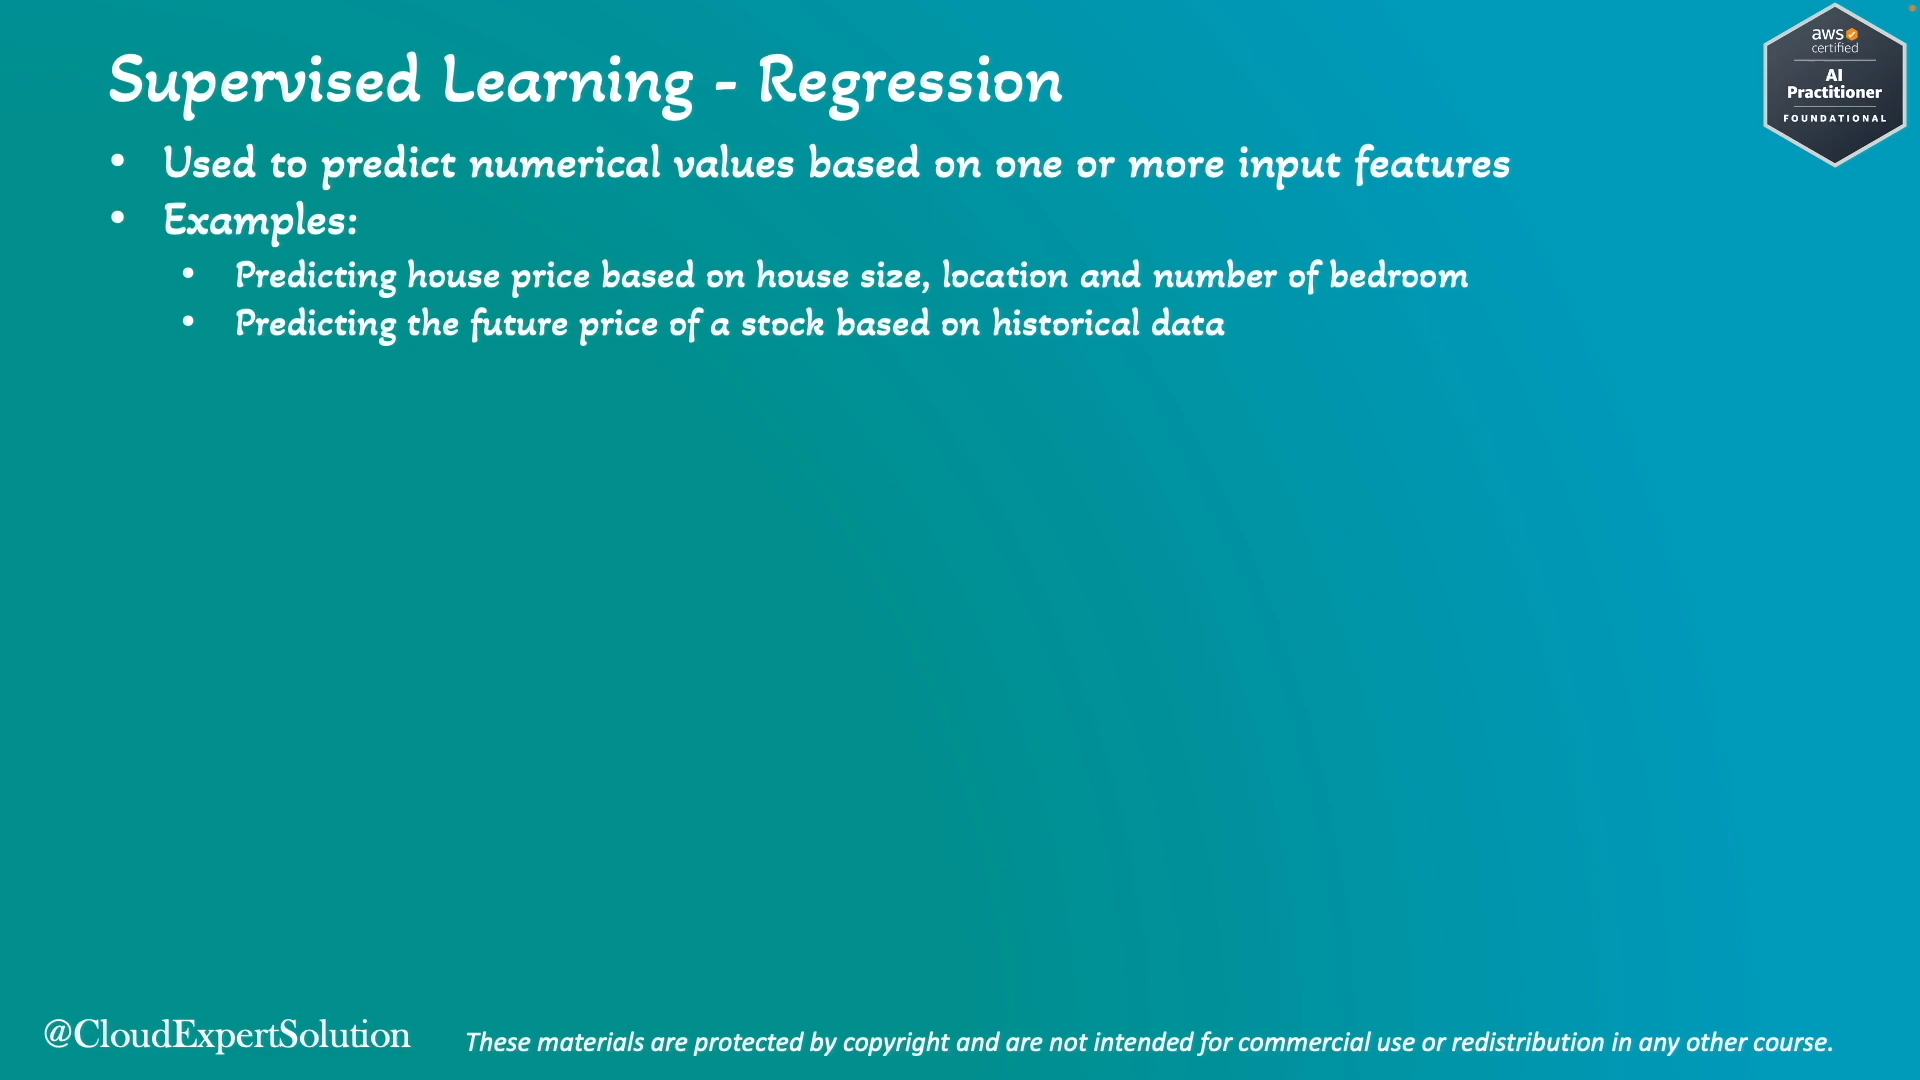 Supervised Learning - Regression
• Used to predict numerical values based on one or more input features
• Examples:
• Predicting house price based on house size, location and number of bedroom
• Predicting the future price of a stock based on historical data
aws
certified
AI
Practitioner
FOUNDATIONAL
@CloudExpertSolution
These materials are protected by copyright and are not intended for commercial use or redistribution in any other course.